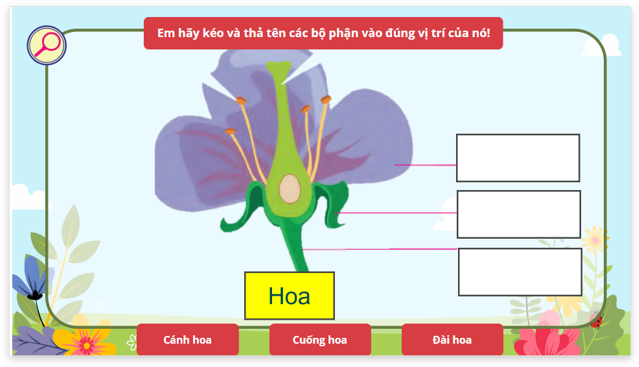 Em hãy kéo và thả tên các bộ phận vào đúng vị trí của nó!
Hoa
Cánh hoa
Cuống hoa
Đài hoa